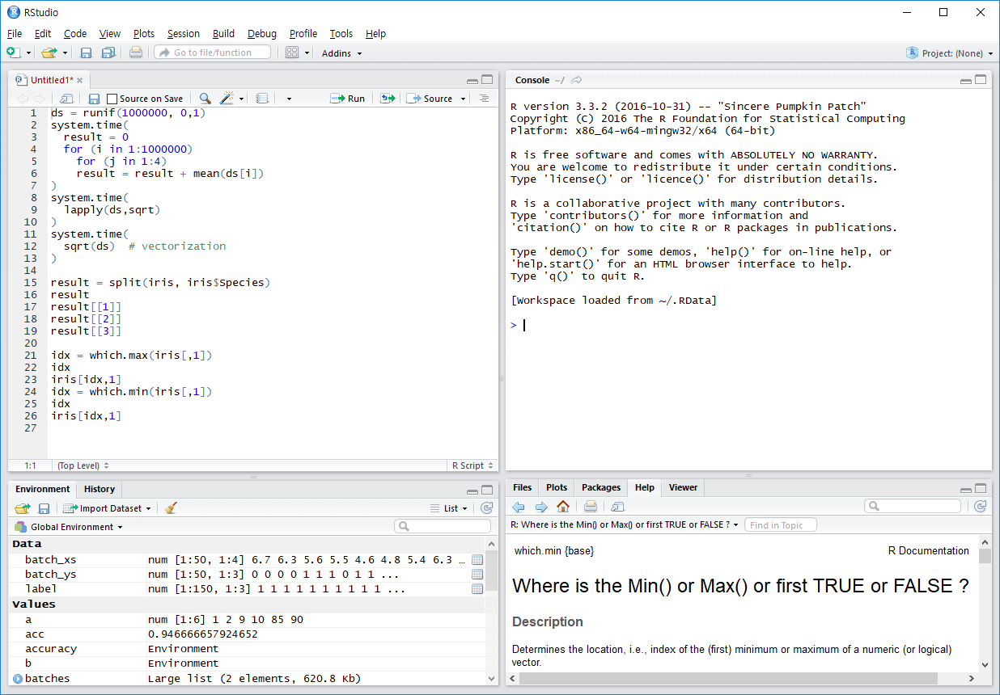 RStudio
File Edit Code View Plots Session Build Debug Profile Tools Help
Go to file/function Addins Project: (None)
Untitled1*
Source on Save Run Source
1 ds = runif(1000000, 0,1)
2 system.time(
3   result = 0
4   for (i in 1:1000000)
5     for (j in 1:4)
6     result = result + mean(ds[i])
7 )
8 system.time(
9   lapply(ds,sqrt)
10 )
11 system.time(
12   sqrt(ds)  # vectorization
13 )
14
15 result = split(iris, iris$Species)
16 result
17 result[[1]]
18 result[[2]]
19 result[[3]]
20
21 idx = which.max(iris[,1])
22 idx
23 iris[idx,1]
24 idx = which.min(iris[,1])
25 idx
26 iris[idx,1]
27
1:1 (Top Level) R Script
Console ~/
R version 3.3.2 (2016-10-31) -- "Sincere Pumpkin Patch"
Copyright (C) 2016 The R Foundation for Statistical Computing
Platform: x86_64-w64-mingw32/x64 (64-bit)
R is free software and comes with ABSOLUTELY NO WARRANTY.
You are welcome to redistribute it under certain conditions.
Type 'license()' or 'licence()' for distribution details.
R is a collaborative project with many contributors.
Type 'contributors()' for more information and
'citation()' on how to cite R or R packages in publications.
Type 'demo()' for some demos, 'help()' for on-line help, or
'help.start()' for an HTML browser interface to help.
Type 'q()' to quit R.
[Workspace loaded from ~/.RData]
>
Environment History
Import Dataset List
Global Environment
Data
batch_xs num [1:50, 1:4] 6.7 6.3 5.6 5.5 4.6 4.8 5.4 6.3 …
batch_ys num [1:50, 1:3] 0 0 0 0 1 1 1 0 1 1 ...
label num [1:150, 1:3] 1 1 1 1 1 1 1 1 1 1 ...
Values
a num [1:6] 1 2 9 10 85 90
acc 0.946666657924652
accuracy Environment
b Environment
batches Large list (2 elements, 620.8 Kb)
Files Plots Packages Help Viewer
R: Where is the Min() or Max() or first TRUE or FALSE ? Find in Topic
which.min {base} R Documentation
Where is the Min() or Max() or first TRUE or FALSE ?
Description
Determines the location, i.e., index of the (first) minimum or maximum of a numeric (or logical)
vector.